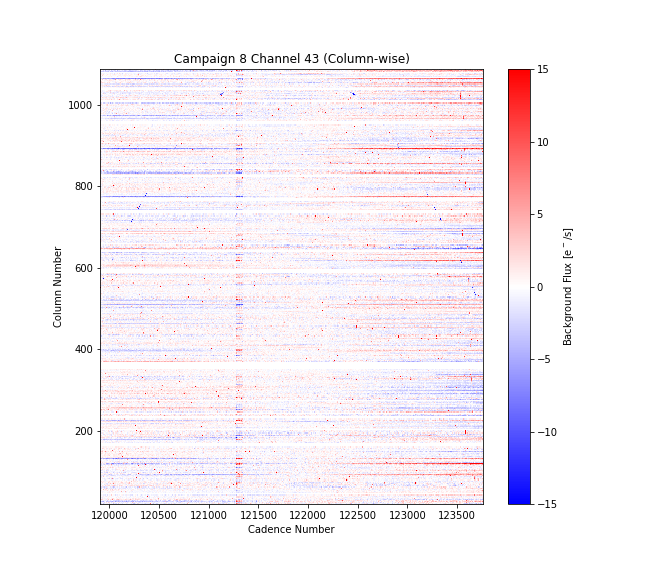 Campaign 8 Channel 43 (Column-wise)
1000
800
600
400
200
Column Number
120000 120500 121000 121500 122000 122500 123000 123500
Cadence Number
15
10
5
0
−5
−10
−15
Background Flux [e⁻/s]